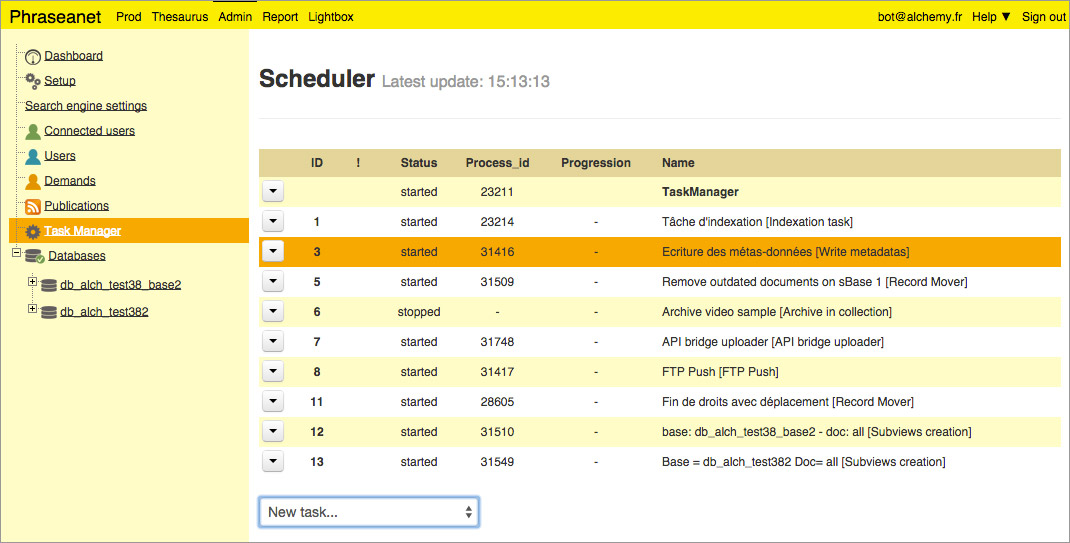 Phraseanet Prod Thesaurus Admin Report Lightbox bot@alchemy.fr Help ▼ Sign out
Dashboard
Setup
Search engine settings
Connected users
Users
Demands
Publications
Task Manager
Databases
db_alch_test38_base2
db_alch_test382
Scheduler Latest update: 15:13:13
ID ! Status Process_id Progression Name
started 23211 TaskManager
1 started 23214 - Tâche d'indexation [Indexation task]
3 started 31416 - Ecriture des métas-données [Write metadatas]
5 started 31509 - Remove outdated documents on sBase 1 [Record Mover]
6 stopped - - Archive video sample [Archive in collection]
7 started 31748 - API bridge uploader [API bridge uploader]
8 started 31417 - FTP Push [FTP Push]
11 started 28605 - Fin de droits avec déplacement [Record Mover]
12 started 31510 - base: db_alch_test38_base2 - doc: all [Subviews creation]
13 started 31549 - Base = db_alch_test382 Doc= all [Subviews creation]
New task...